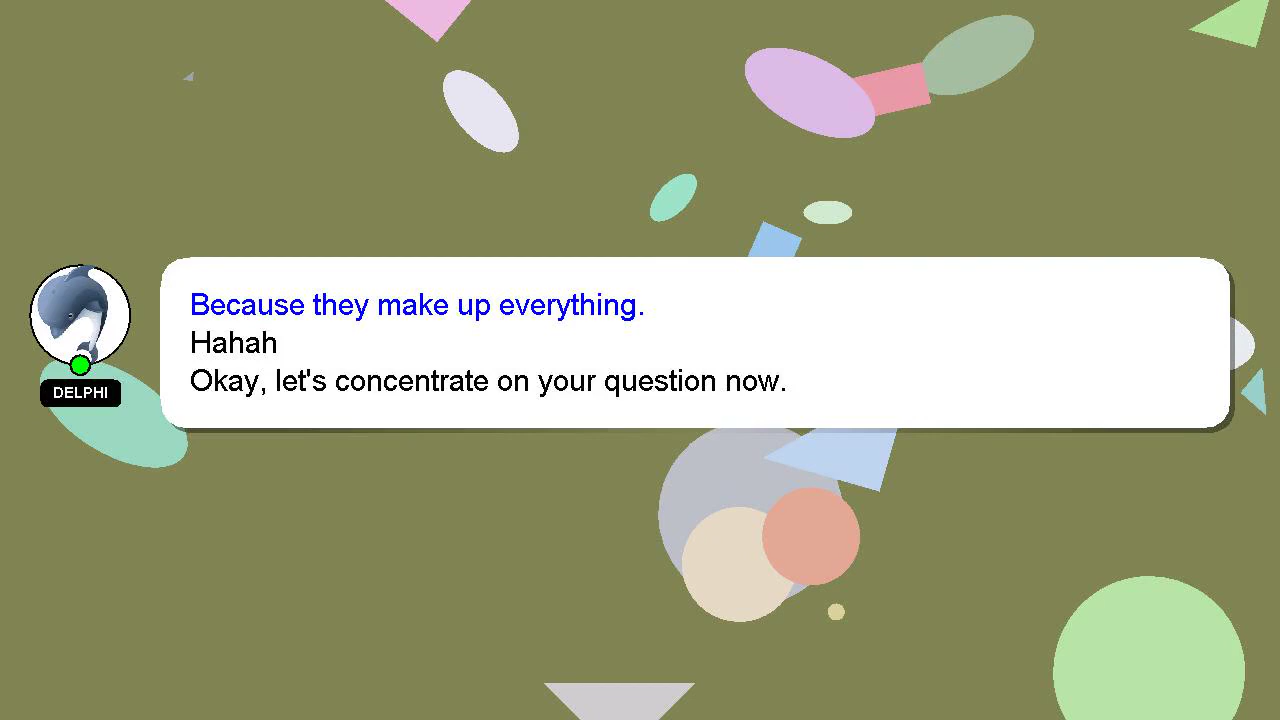 Because they make up everything.
Hahah
Okay, let's concentrate on your question now.
DELPHI